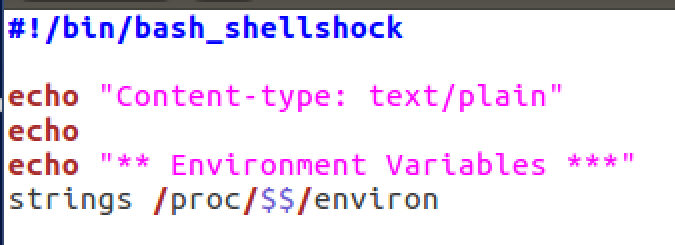 #!/bin/bash_shellshock
echo "Content-type: text/plain"
echo
echo "** Environment Variables ***"
strings /proc/$$/environ